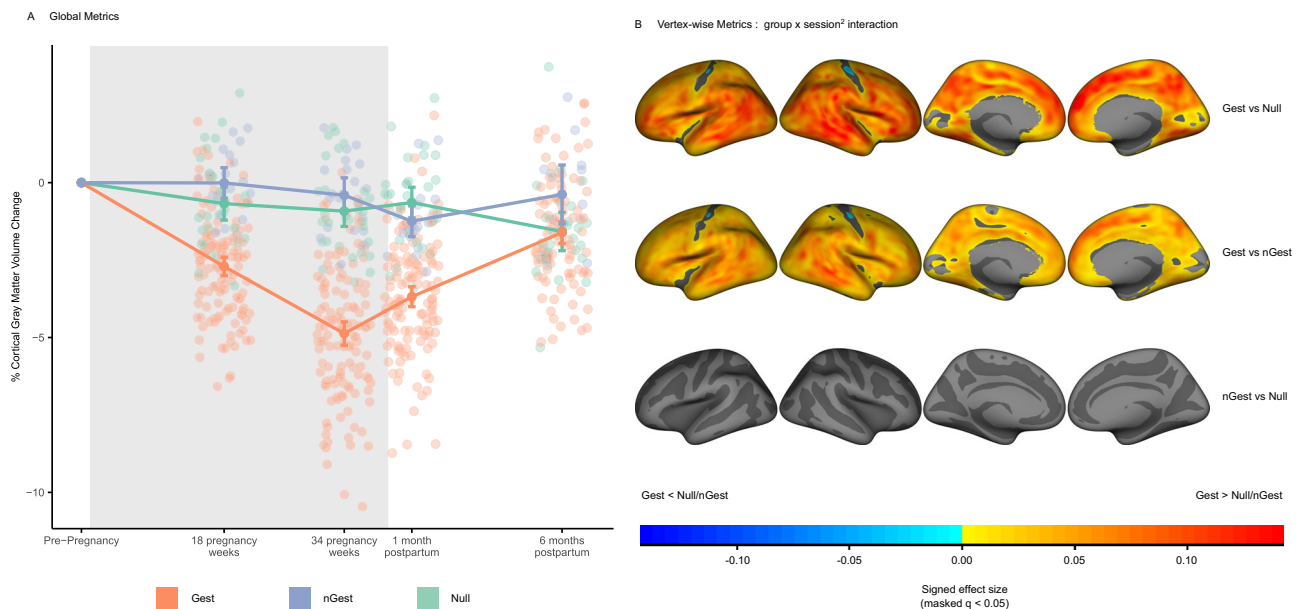 A Global Metrics
% Cortical Gray Matter Volume Change
0
−5
−10
Pre−Pregnancy
18 pregnancy
weeks
34 pregnancy
weeks
1 month
postpartum
6 months
postpartum
Gest
nGest
Null
B Vertex-wise Metrics : group x session² interaction
Gest vs Null
Gest vs nGest
nGest vs Null
Gest < Null/nGest
Gest > Null/nGest
-0.10
-0.05
0.00
0.05
0.10
Signed effect size
(masked q < 0.05)